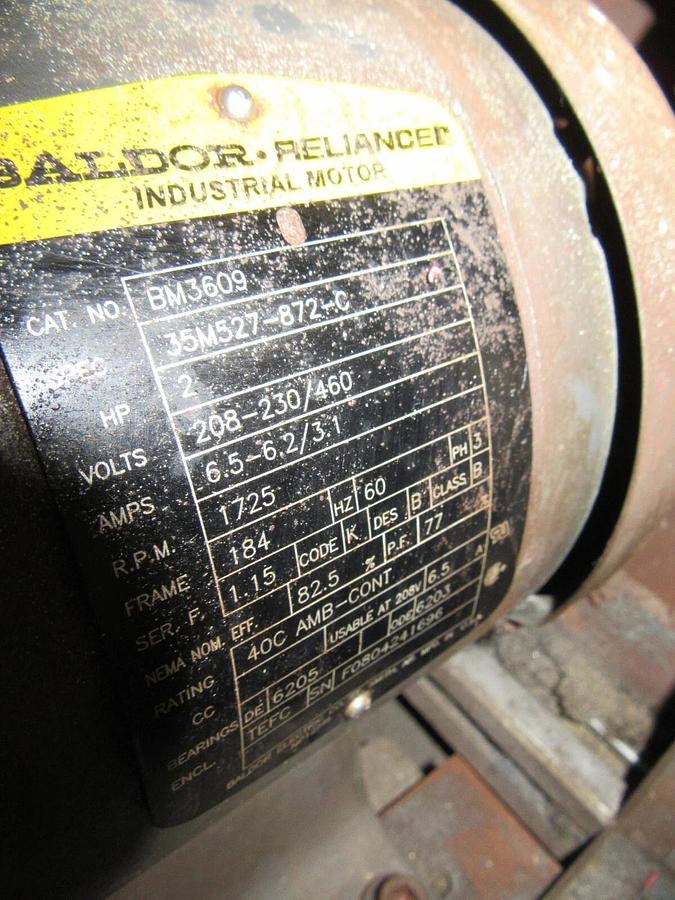 BALDOR • RELIANCER
INDUSTRIAL MOTOR
CAT. NO. BM3609
SPEC 35M527-872-C
HP 2
VOLTS 208-230/460
AMPS 6.5-6.2/3.1
R.P.M. 1725 HZ 60 PH 3
FRAME 184 CODE K DES B CLASS B
SER. F. 1.15
NEMA NOM. EFF. 82.5 % P.F. 77
RATING 40C AMB-CONT
CC USABLE AT 208V 6.5 A
BEARINGS DE 6205 ODE 6203
ENCL TEFC SN F0804241696
BALDOR ELECTRIC